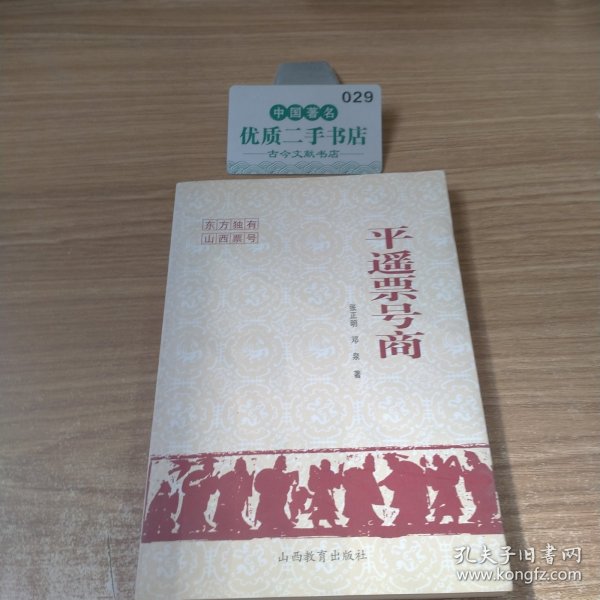 029
中国著名
优质二手书店
古今文献书店
东方独有
山西票号
平遥票号商
张正明 邓泉 著
山西教育出版社
孔夫子旧书网
www.kongfz.com